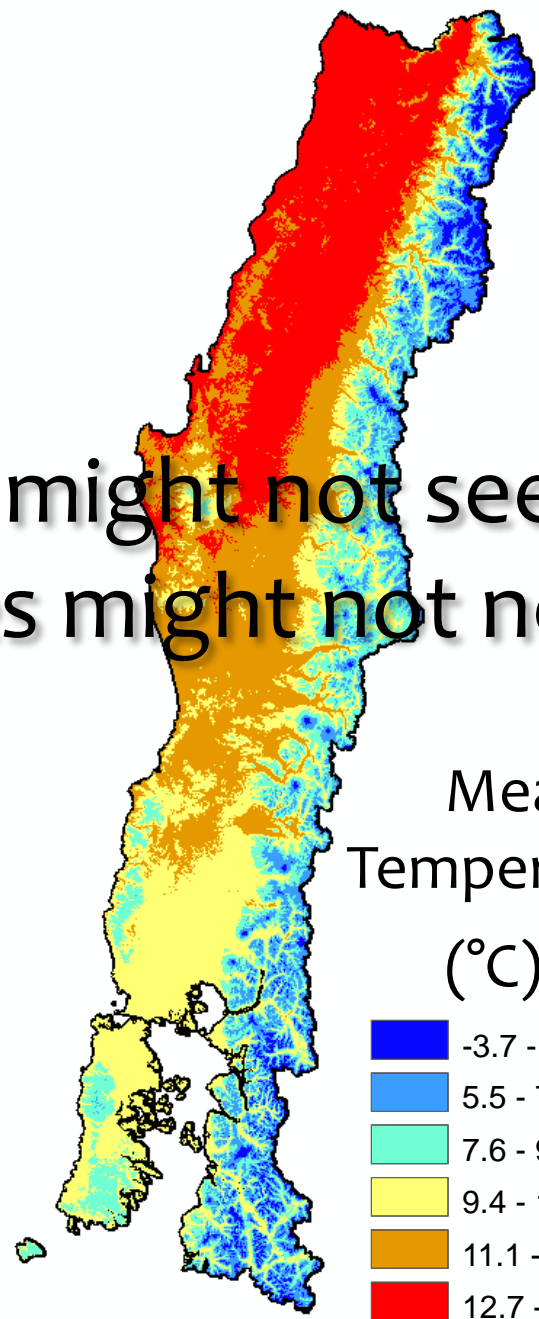 might not see
s might not n
Mea
Temper
(°C)
-3.7 -
5.5 -
7.6 -
9.4 -
11.1 -
12.7 -